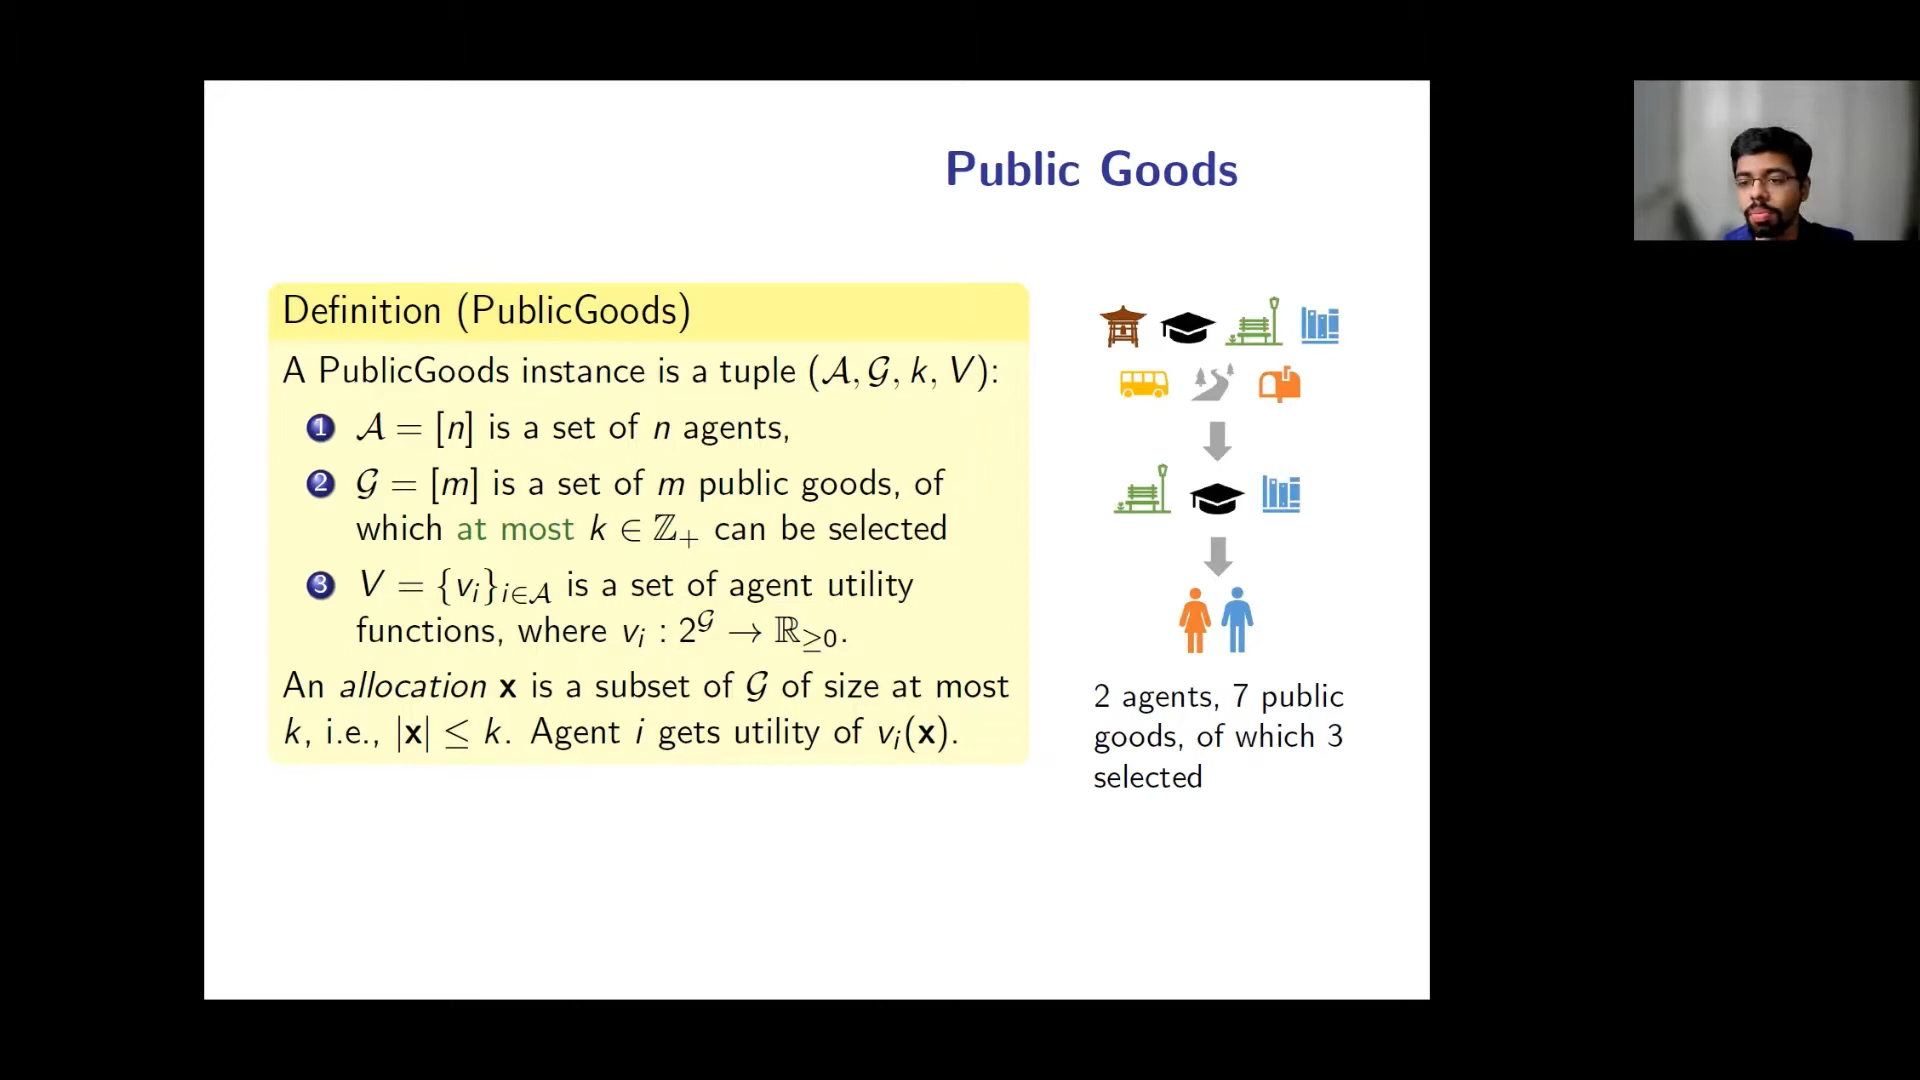 Public Goods
Definition (PublicGoods)
A PublicGoods instance is a tuple (𝒜, 𝒢, k, V):
1 𝒜 = [n] is a set of n agents,
2 𝒢 = [m] is a set of m public goods, of
which at most k ∈ ℤ₊ can be selected
3 V = {vᵢ}ᵢ∈𝒜 is a set of agent utility
functions, where vᵢ : 2^𝒢 → ℝ≥0.
An allocation x is a subset of 𝒢 of size at most
k, i.e., |x| ≤ k. Agent i gets utility of vᵢ(x).
2 agents, 7 public
goods, of which 3
selected